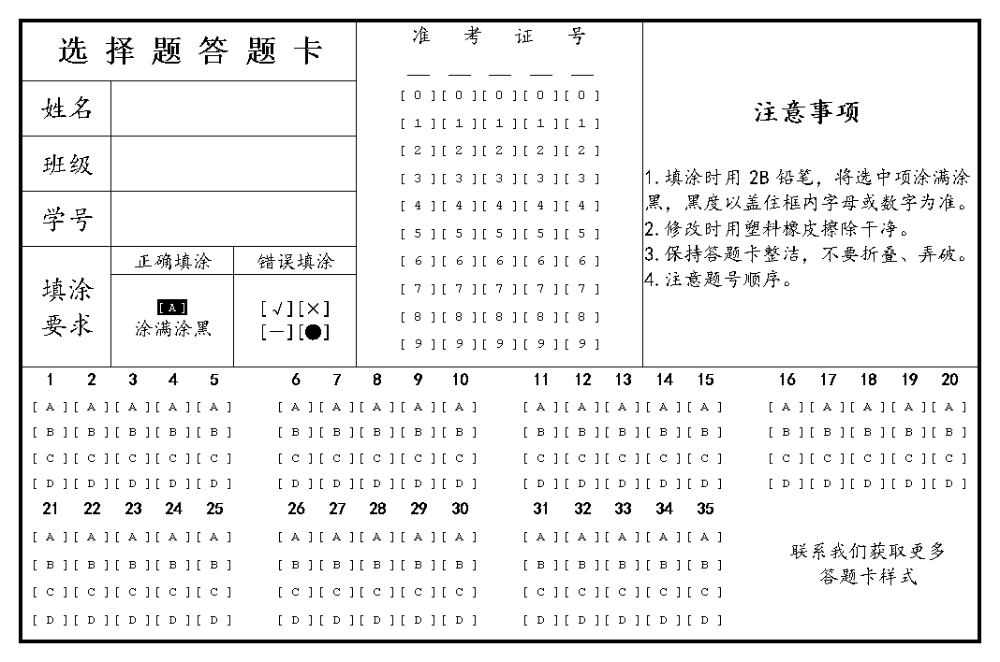 选择题答题卡
姓名
班级
学号
填涂
要求
正确填涂
[A]
涂满涂黑
错误填涂
[√][×]
[—][●]
准考证号
[0][0][0][0][0]
[1][1][1][1][1]
[2][2][2][2][2]
[3][3][3][3][3]
[4][4][4][4][4]
[5][5][5][5][5]
[6][6][6][6][6]
[7][7][7][7][7]
[8][8][8][8][8]
[9][9][9][9][9]
注意事项
1.填涂时用 2B 铅笔，将选中项涂满涂
黑，黑度以盖住框内字母或数字为准。
2.修改时用塑料橡皮擦除干净。
3.保持答题卡整洁，不要折叠、弄破。
4.注意题号顺序。
1 2 3 4 5 6 7 8 9 10 11 12 13 14 15 16 17 18 19 20
[A][A][A][A][A] [A][A][A][A][A] [A][A][A][A][A] [A][A][A][A][A]
[B][B][B][B][B] [B][B][B][B][B] [B][B][B][B][B] [B][B][B][B][B]
[C][C][C][C][C] [C][C][C][C][C] [C][C][C][C][C] [C][C][C][C][C]
[D][D][D][D][D] [D][D][D][D][D] [D][D][D][D][D] [D][D][D][D][D]
21 22 23 24 25 26 27 28 29 30 31 32 33 34 35
[A][A][A][A][A] [A][A][A][A][A] [A][A][A][A][A]
[B][B][B][B][B] [B][B][B][B][B] [B][B][B][B][B]
[C][C][C][C][C] [C][C][C][C][C] [C][C][C][C][C]
[D][D][D][D][D] [D][D][D][D][D] [D][D][D][D][D]
联系我们获取更多
答题卡样式